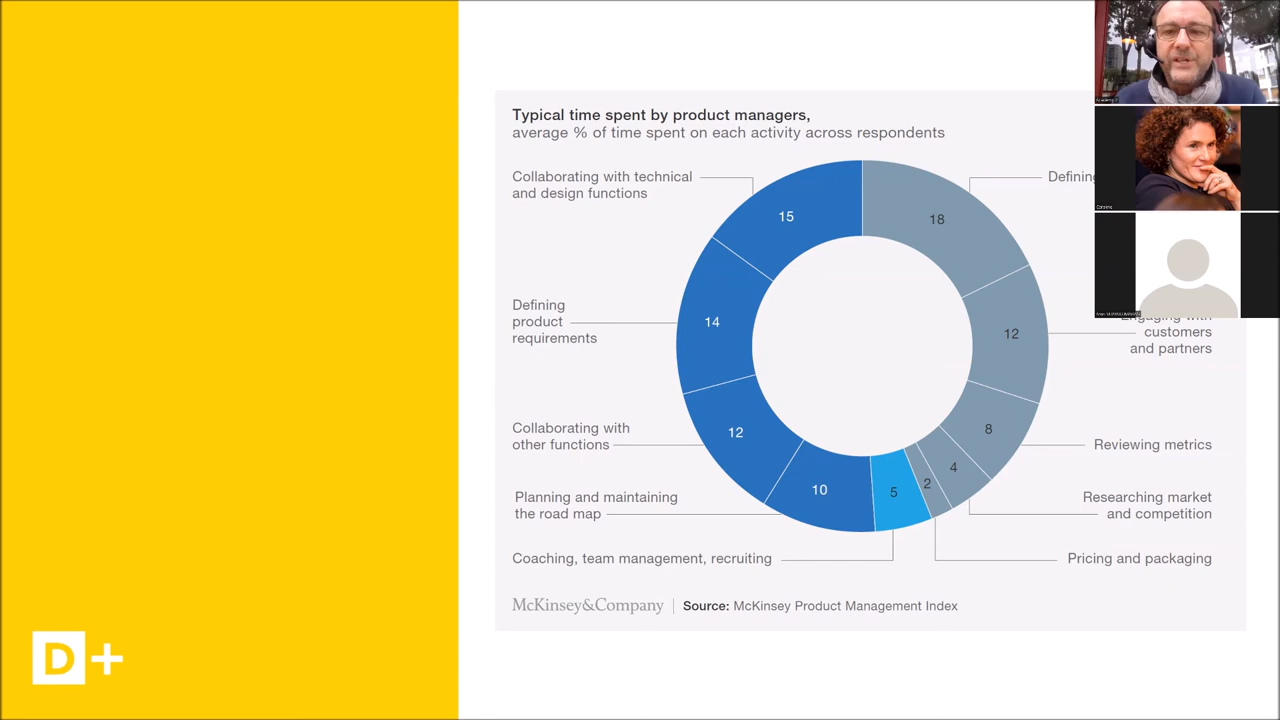 Typical time spent by product managers,
average % of time spent on each activity across respondents
Collaborating with technical
and design functions
15
18
Defining
Defining
product
requirements
14
12
Engaging with
customers
and partners
Collaborating with
other functions
12
8
Reviewing metrics
Planning and maintaining
the road map
10
4
Researching market
and competition
Coaching, team management, recruiting
5
2
Pricing and packaging
McKinsey&Company | Source: McKinsey Product Management Index
D+
Caroline